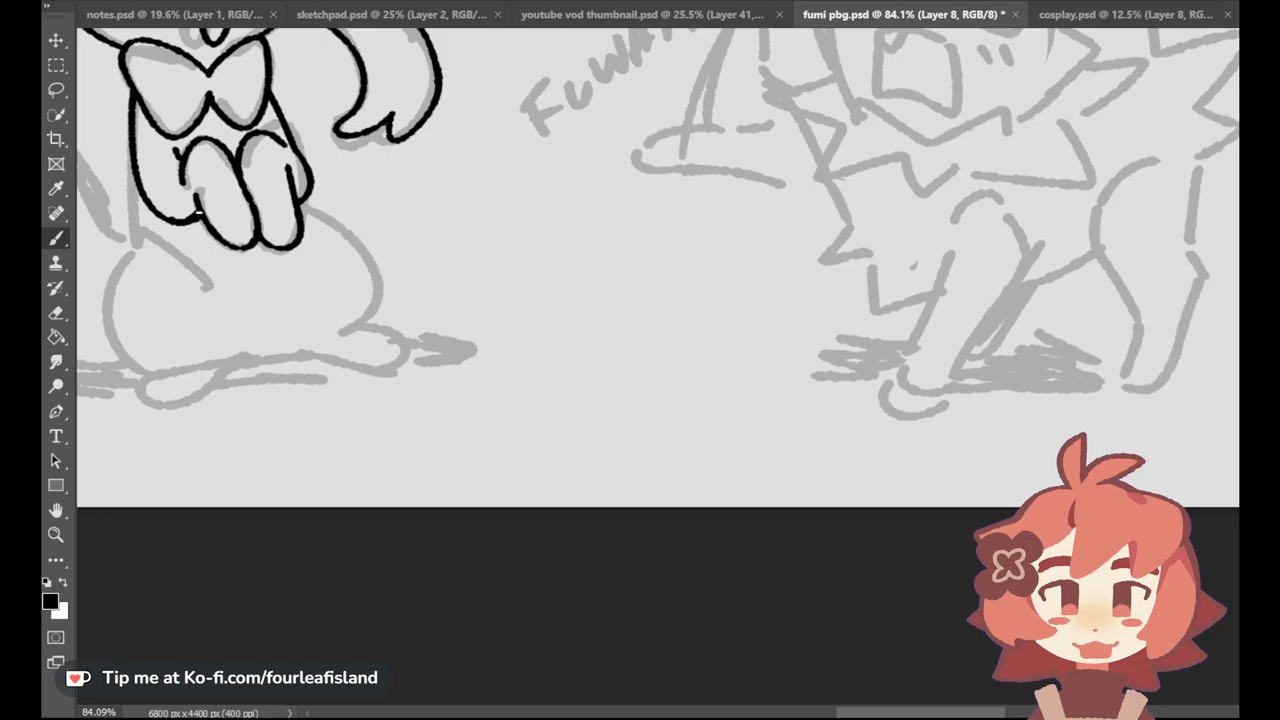 notes.psd @ 19.6% (Layer 1, RGB/...
sketchpad.psd @ 25% (Layer 2, RGB/...
youtube vod thumbnail.psd @ 25.5% (Layer 41,...
fumi pbg.psd @ 84.1% (Layer 8, RGB/8) *
cosplay.psd @ 12.5% (Layer 8, RG...
Tip me at Ko-fi.com/fourleafisland
84.09%
6800 px x 4400 px (400 ppi)